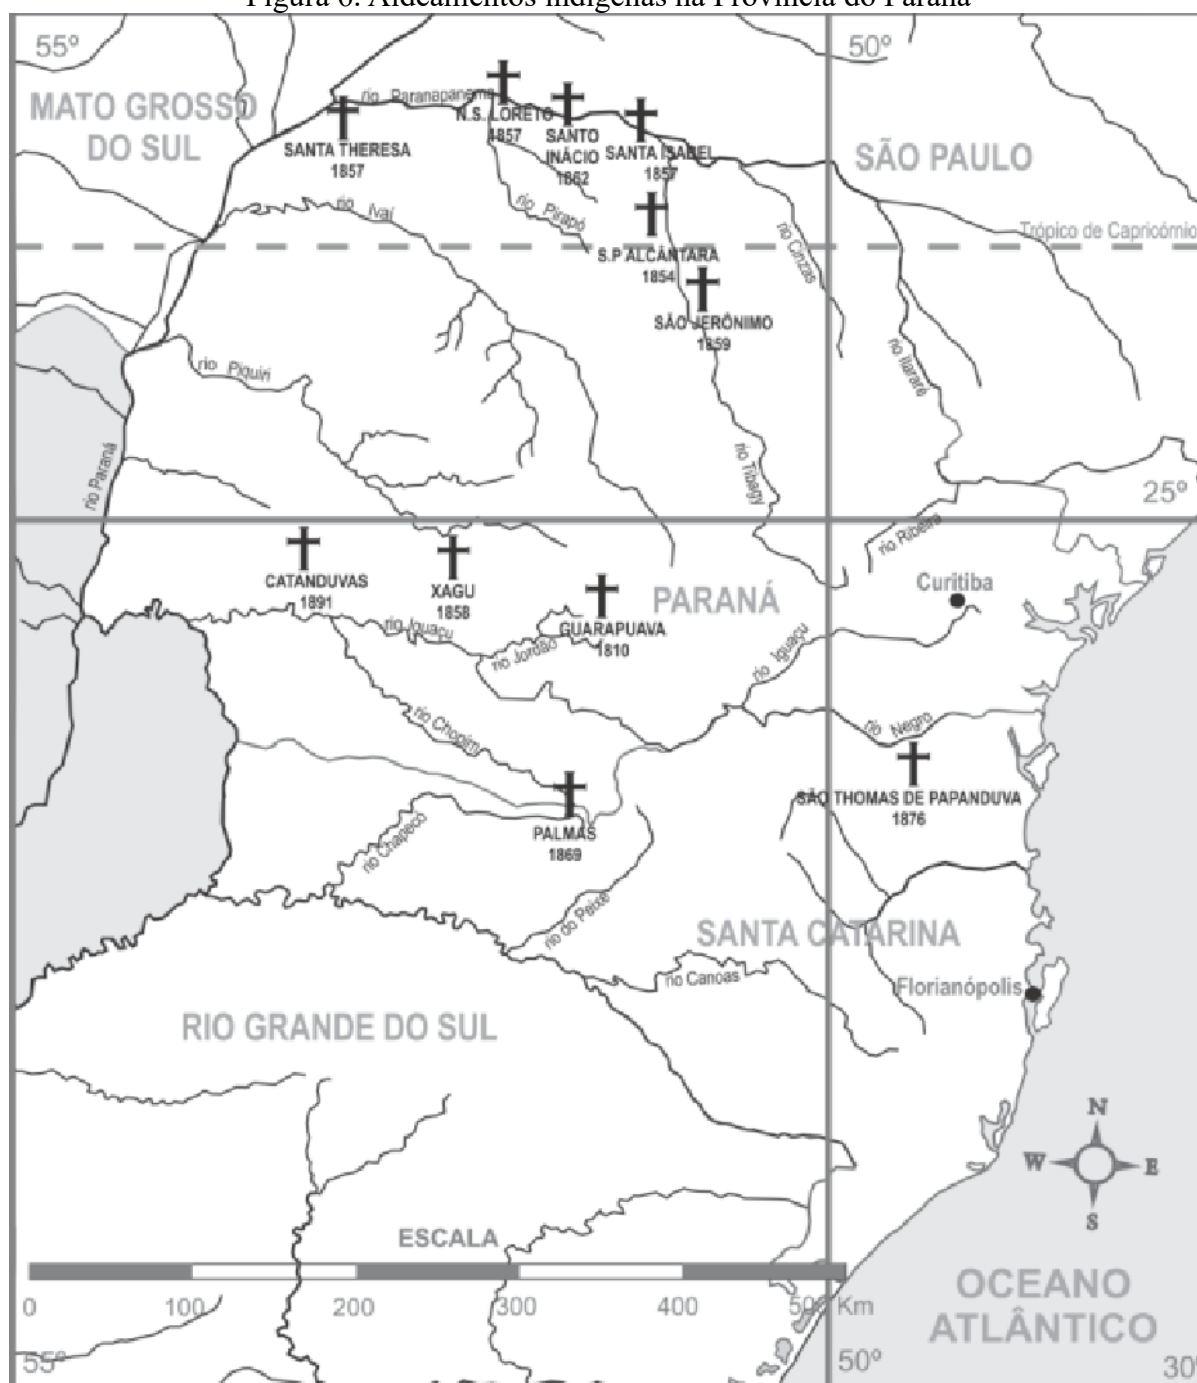 Figura 6: Aldeamentos indígenas na Província do Paraná
55º
50º
MATO GROSSO
DO SUL
rio Paranapanema
N.S. LORETO
1857
SANTO
INÁCIO
1862
SANTA THERESA
1857
SANTA ISABEL
1857
SÃO PAULO
rio Ivaí
rio Pirapó
rio Cinzas
Trópico de Capricórnio
S.P ALCÂNTARA
1854
SÃO JERÔNIMO
1859
rio Piquiri
rio Itararé
rio Paraná
rio Tibagy
25º
rio Ribeira
CATANDUVAS
1891
XAGU
1858
PARANÁ
Curitiba
rio Iguaçu
GUARAPUAVA
1810
rio Jordão
rio Iguaçu
rio Chopim
rio Negro
SÃO THOMAS DE PAPANDUVA
1876
PALMAS
1869
rio Chapecó
rio do Peixe
SANTA CATARINA
rio Canoas
Florianópolis
RIO GRANDE DO SUL
N
W
E
S
ESCALA
0
100
200
300
400
500 Km
OCEANO
ATLÂNTICO
55º
50º
30º